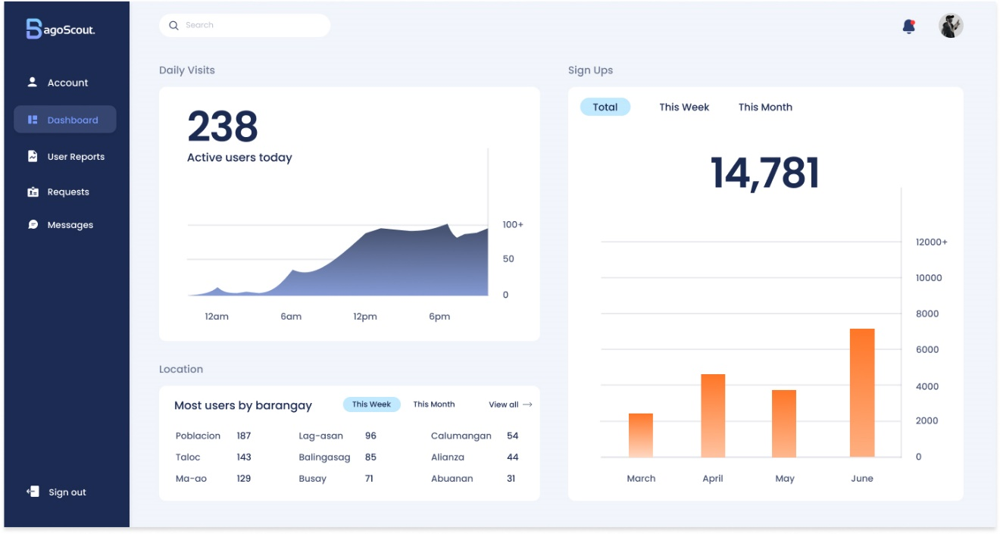 BagoScout.
Search
Account
Dashboard
User Reports
Requests
Messages
Sign out
Daily Visits
238
Active users today
100+
50
0
12am 6am 12pm 6pm
Location
Most users by barangay This Week This Month View all →
Poblacion 187 Lag-asan 96 Calumangan 54
Taloc 143 Balingasag 85 Alianza 44
Ma-ao 129 Busay 71 Abuanan 31
Sign Ups
Total This Week This Month
14,781
12000+
10000
8000
6000
4000
2000
0
March April May June